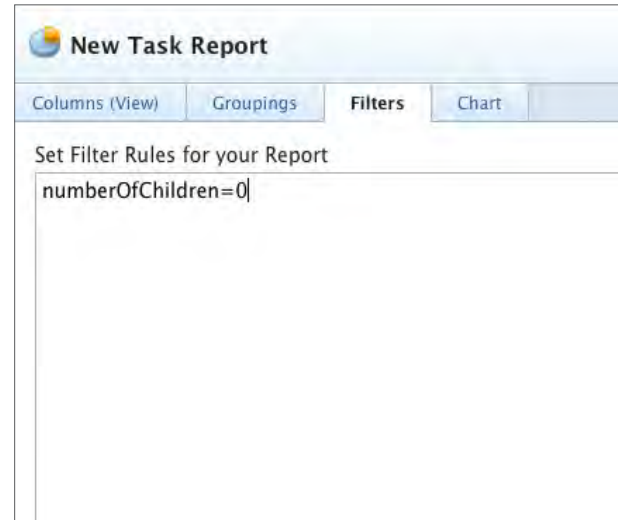 New Task Report
Columns (View) Groupings Filters Chart
Set Filter Rules for your Report
numberOfChildren=0